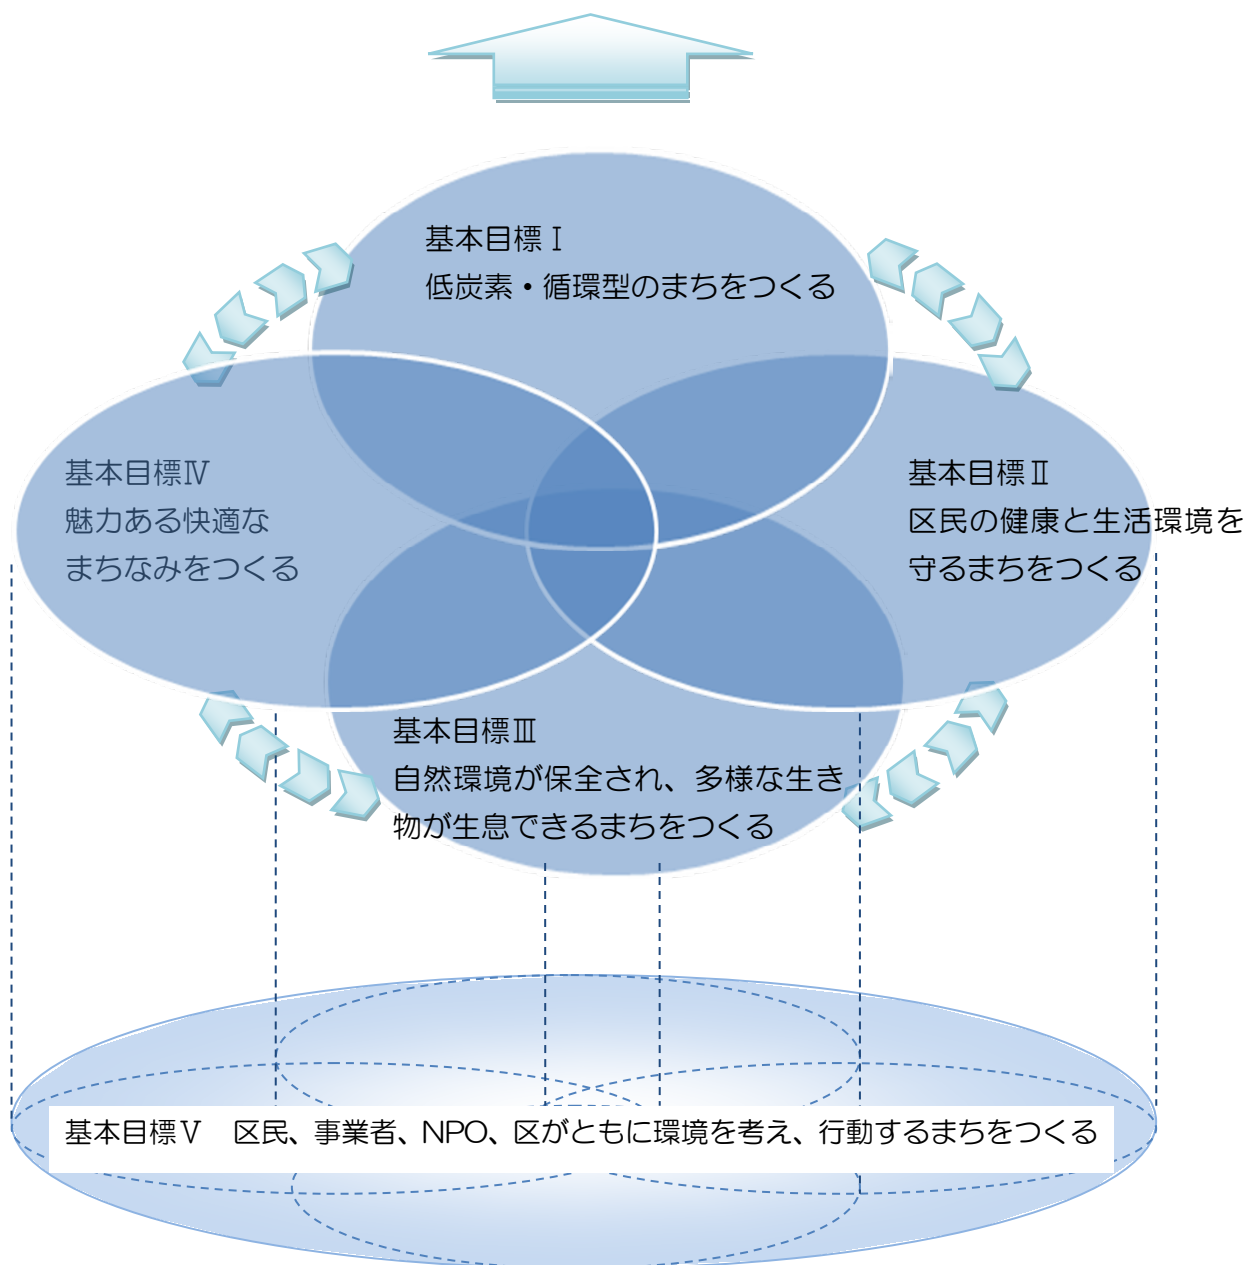 基本目標Ⅰ
低炭素・循環型のまちをつくる
基本目標Ⅳ
魅力ある快適な
まちなみをつくる
基本目標Ⅱ
区民の健康と生活環境を
守るまちをつくる
基本目標Ⅲ
自然環境が保全され、多様な生き
物が生息できるまちをつくる
基本目標Ⅴ　区民、事業者、NPO、区がともに環境を考え、行動するまちをつくる